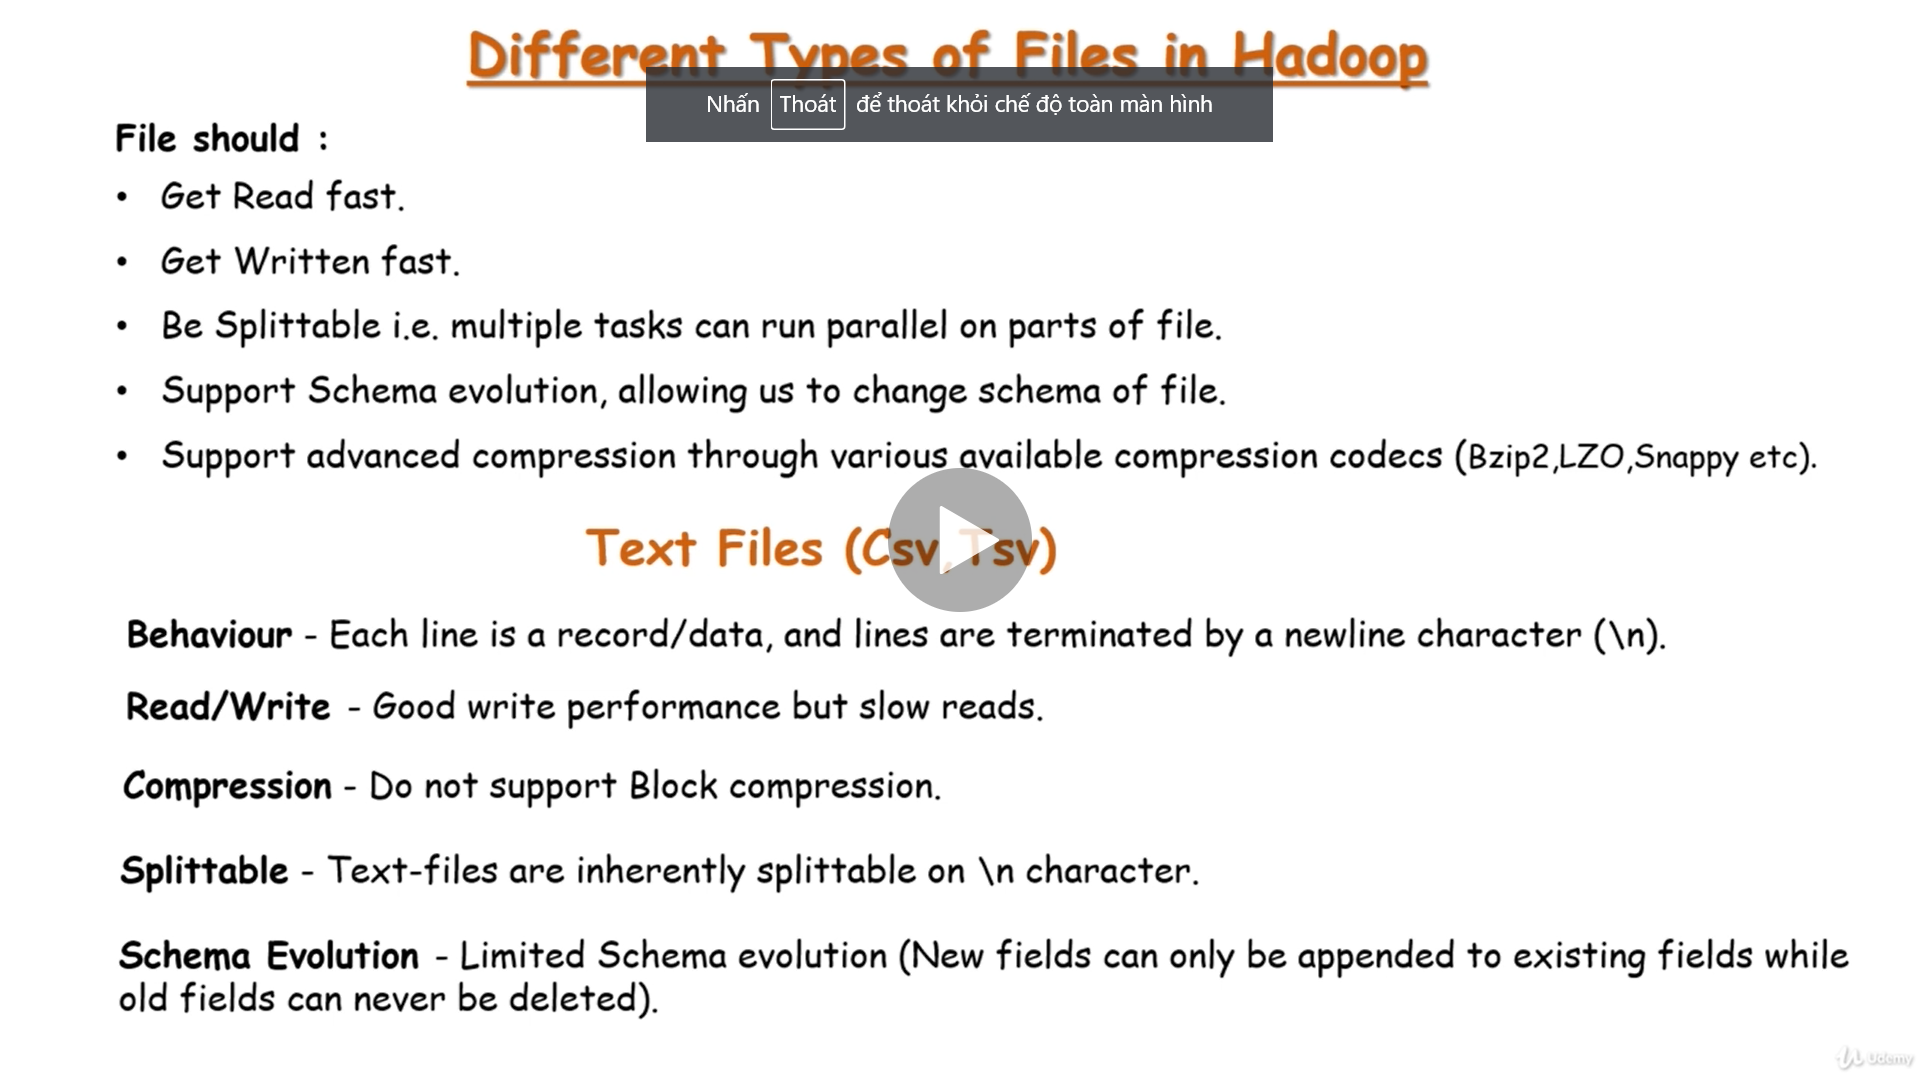 Different Types of Files in Hadoop
Nhấn Thoát để thoát khỏi chế độ toàn màn hình
File should :
• Get Read fast.
• Get Written fast.
• Be Splittable i.e. multiple tasks can run parallel on parts of file.
• Support Schema evolution, allowing us to change schema of file.
• Support advanced compression through various available compression codecs (Bzip2,LZO,Snappy etc).
Text Files (Csv,Tsv)
Behaviour - Each line is a record/data, and lines are terminated by a newline character (\n).
Read/Write - Good write performance but slow reads.
Compression - Do not support Block compression.
Splittable - Text-files are inherently splittable on \n character.
Schema Evolution - Limited Schema evolution (New fields can only be appended to existing fields while
old fields can never be deleted).
Udemy